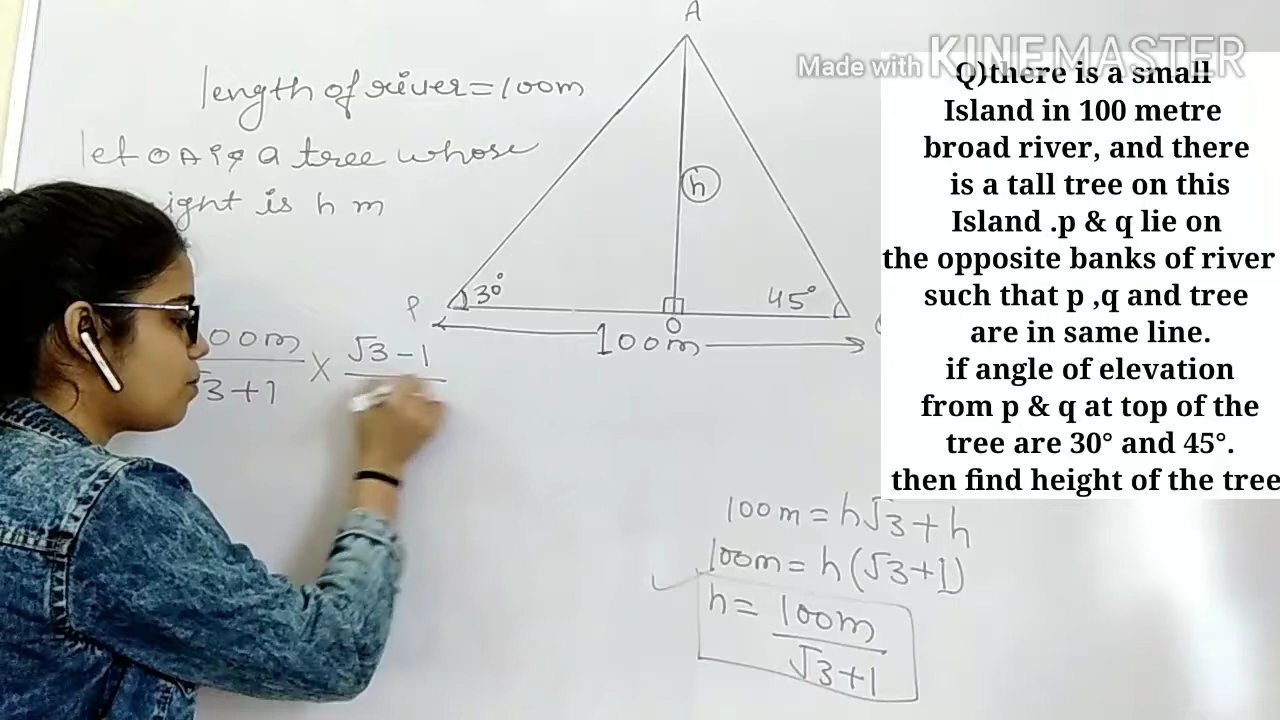 Made with KINEMASTER
A
length of river = 100m
let OA is a tree whose
ight is h m
h
30°
45°
P
O
100m
00m/√3+1 × √3-1
100m = h√3 + h
100m = h(√3+1)
h = 100m/√3+1
Q)there is a small
Island in 100 metre
broad river, and there
is a tall tree on this
Island .p & q lie on
the opposite banks of river
such that p ,q and tree
are in same line.
if angle of elevation
from p & q at top of the
tree are 30° and 45°.
then find height of the tree